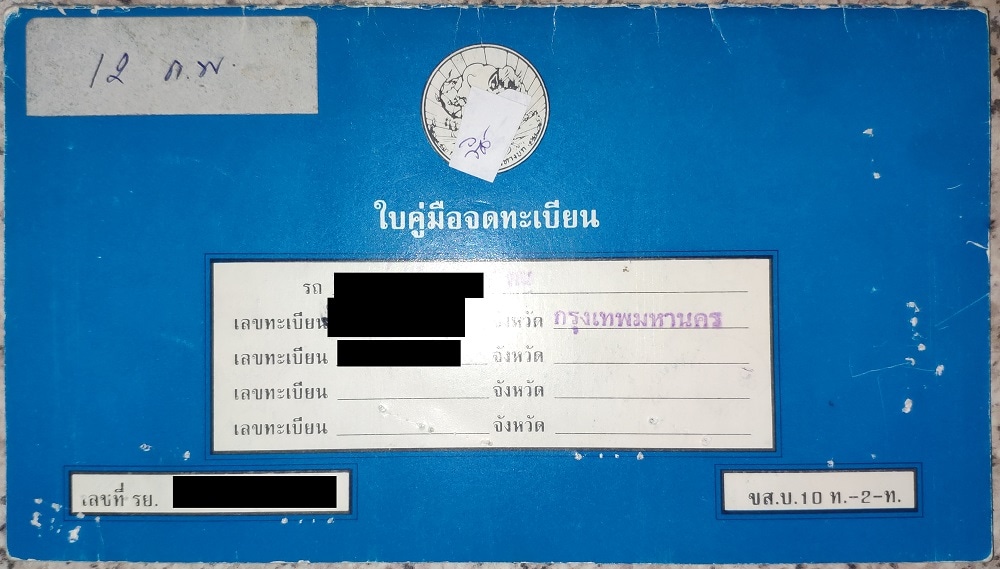 12 ก.พ.
ใบคู่มือจดทะเบียน
รถ
เลขทะเบียน จังหวัด กรุงเทพมหานคร
เลขทะเบียน จังหวัด
เลขทะเบียน จังหวัด
เลขทะเบียน จังหวัด
เลขที่ รย.
ขส.บ.10 ท.-2-ท.